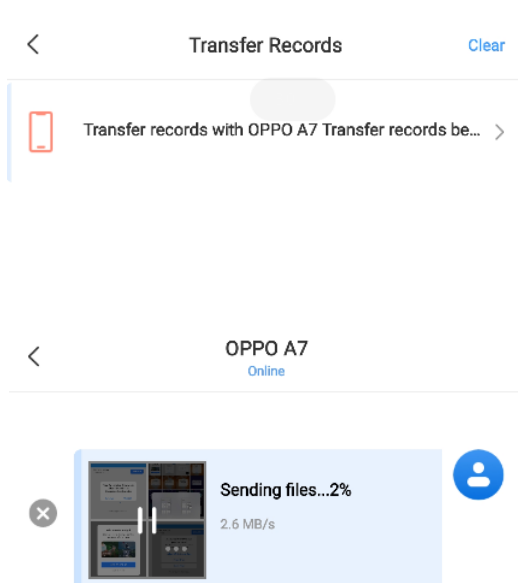 Transfer Records
Clear
Transfer records with OPPO A7 Transfer records be...
OPPO A7
Online
Sending files...2%
2.6 MB/s